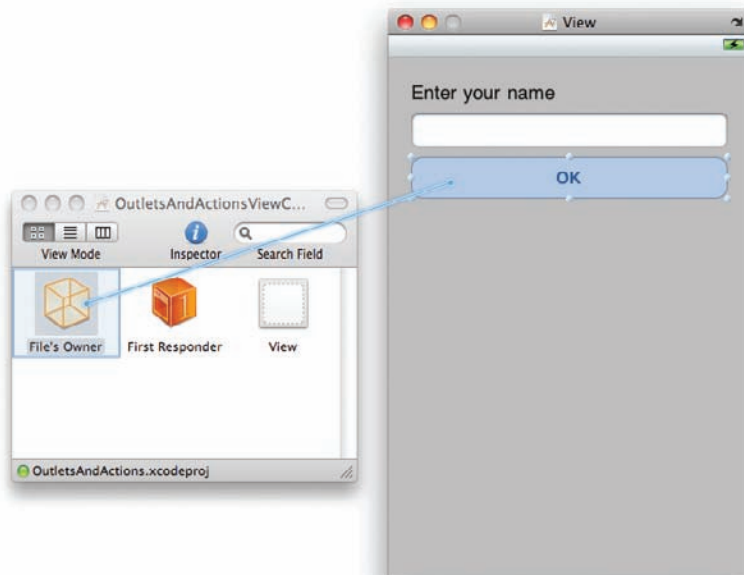 View
Enter your name
OK
OutletsAndActionsViewC...
View Mode
Inspector
Search Field
File's Owner
First Responder
View
OutletsAndActions.xcodeproj